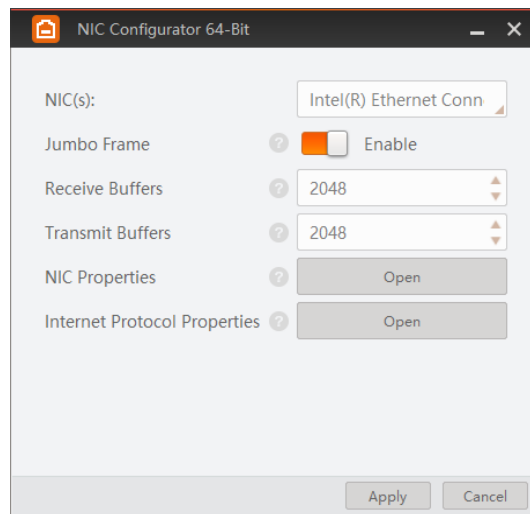 NIC Configurator 64-Bit
NIC(s): Intel(R) Ethernet Conn
Jumbo Frame ? Enable
Receive Buffers ? 2048
Transmit Buffers ? 2048
NIC Properties ? Open
Internet Protocol Properties ? Open
Apply Cancel